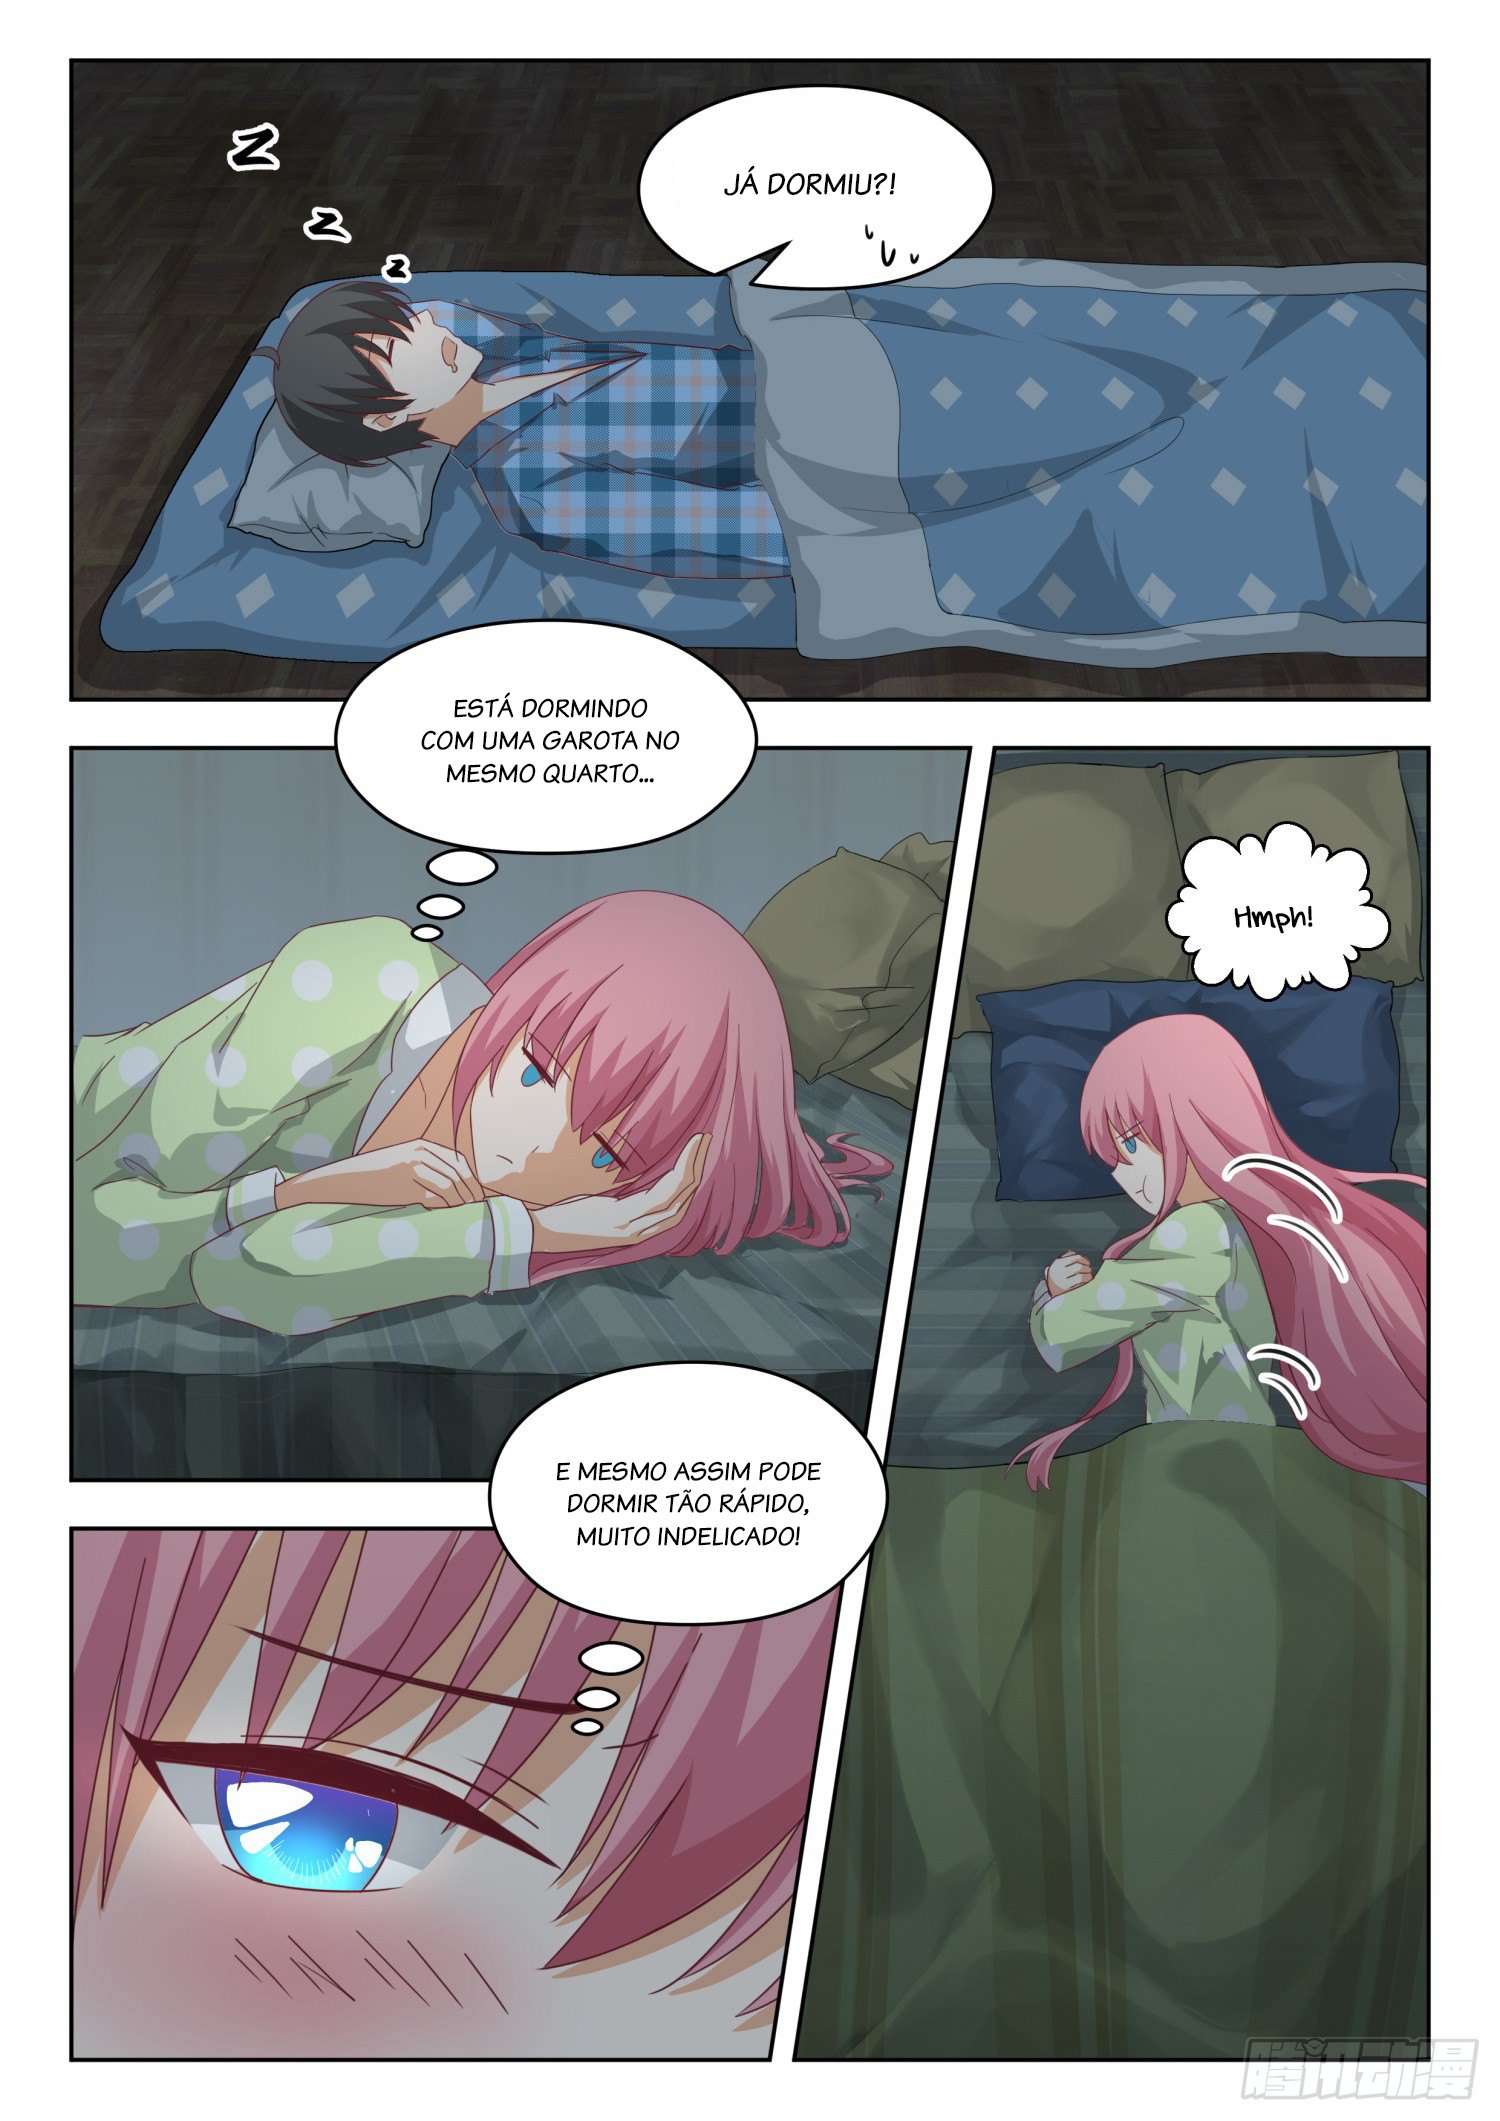 Z
Z
Z
JÁ DORMIU?!
ESTÁ DORMINDO
COM UMA GAROTA NO
MESMO QUARTO...
Hmph!
E MESMO ASSIM PODE
DORMIR TÃO RÁPIDO,
MUITO INDELICADO!
腾讯动漫